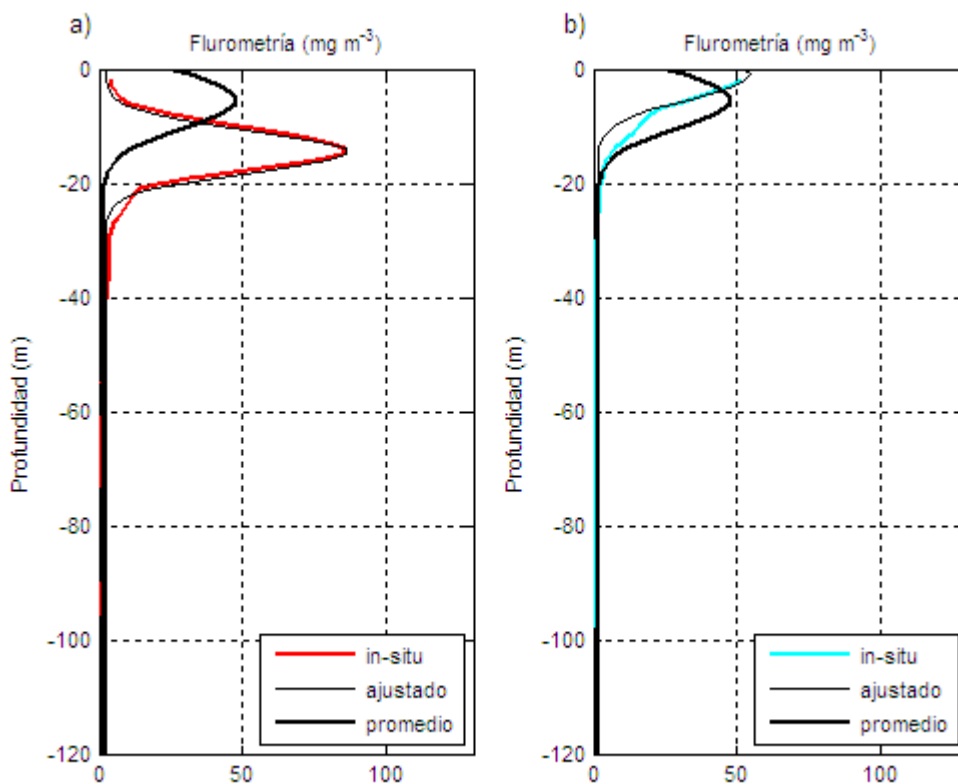 a)
Flurometría (mg m⁻³)
0
-20
-40
-60
-80
-100
-120
Profundidad (m)
0
50
100
in-situ
ajustado
promedio
b)
Flurometría (mg m⁻³)
0
-20
-40
-60
-80
-100
-120
Profundidad (m)
0
50
100
in-situ
ajustado
promedio